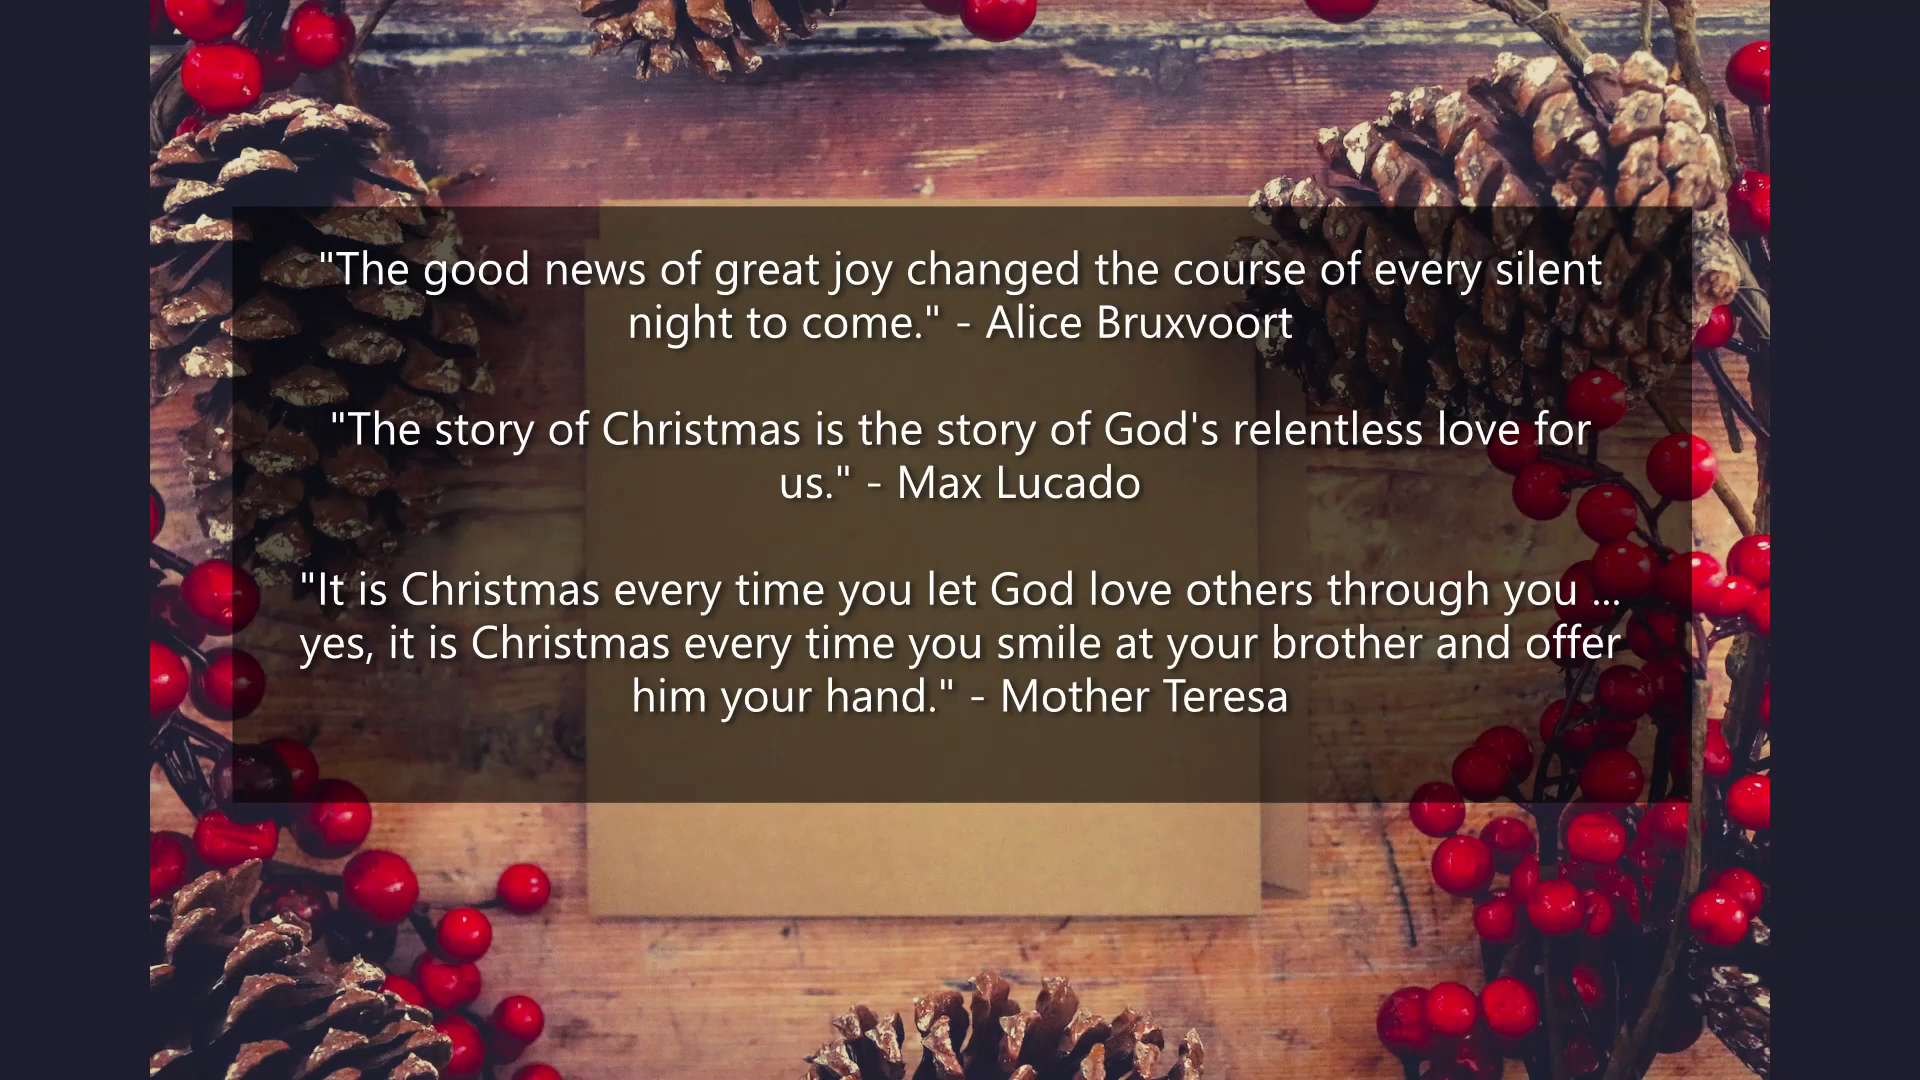 "The good news of great joy changed the course of every silent
night to come." - Alice Bruxvoort
"The story of Christmas is the story of God's relentless love for
us." - Max Lucado
"It is Christmas every time you let God love others through you ...
yes, it is Christmas every time you smile at your brother and offer
him your hand." - Mother Teresa